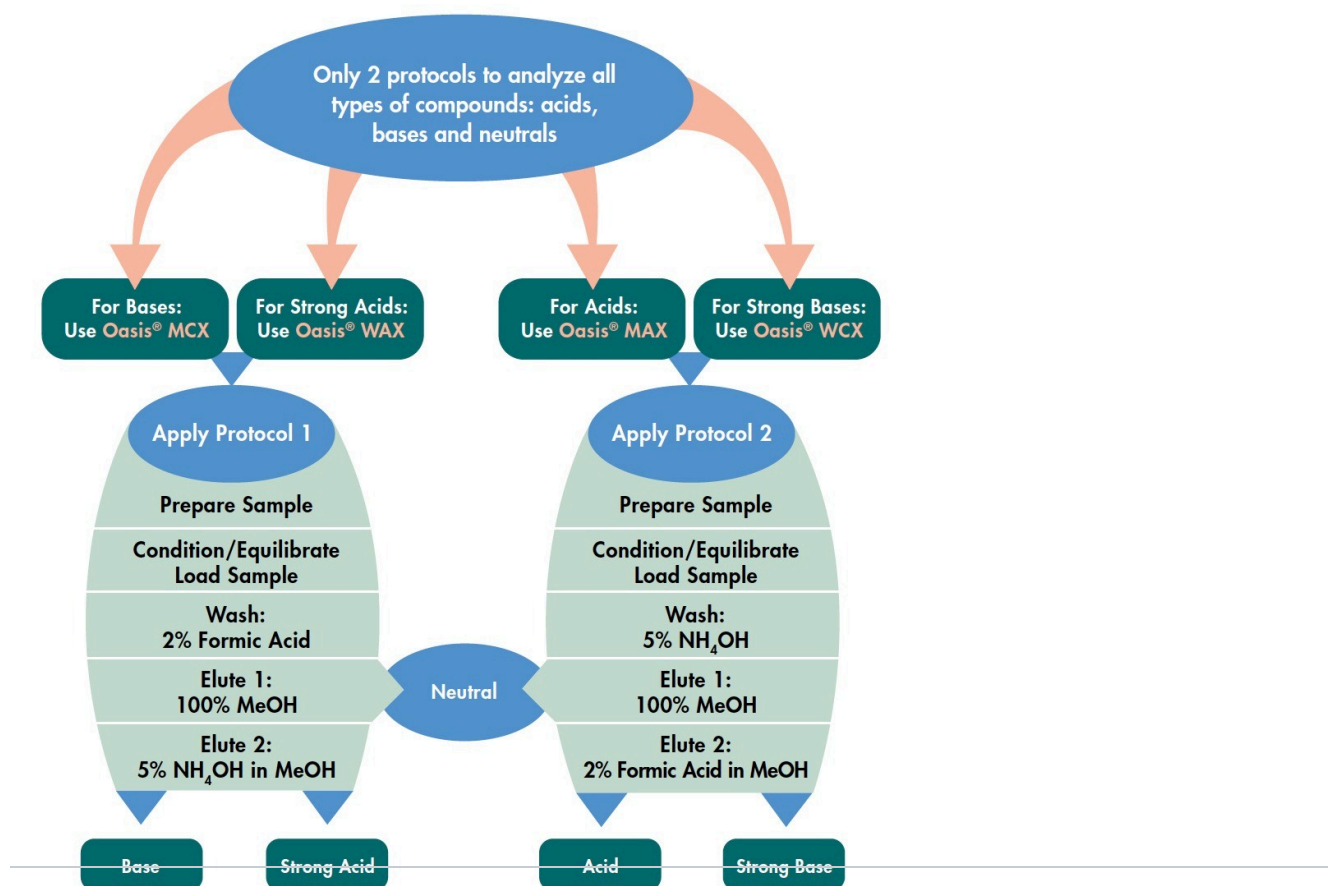 Only 2 protocols to analyze all
types of compounds: acids,
bases and neutrals
For Bases:
Use Oasis® MCX
For Strong Acids:
Use Oasis® WAX
For Acids:
Use Oasis® MAX
For Strong Bases:
Use Oasis® WCX
Apply Protocol 1
Prepare Sample
Condition/Equilibrate
Load Sample
Wash:
2% Formic Acid
Elute 1:
100% MeOH
Elute 2:
5% NH₄OH in MeOH
Base
Strong Acid
Neutral
Apply Protocol 2
Prepare Sample
Condition/Equilibrate
Load Sample
Wash:
5% NH₄OH
Elute 1:
100% MeOH
Elute 2:
2% Formic Acid in MeOH
Acid
Strong Base